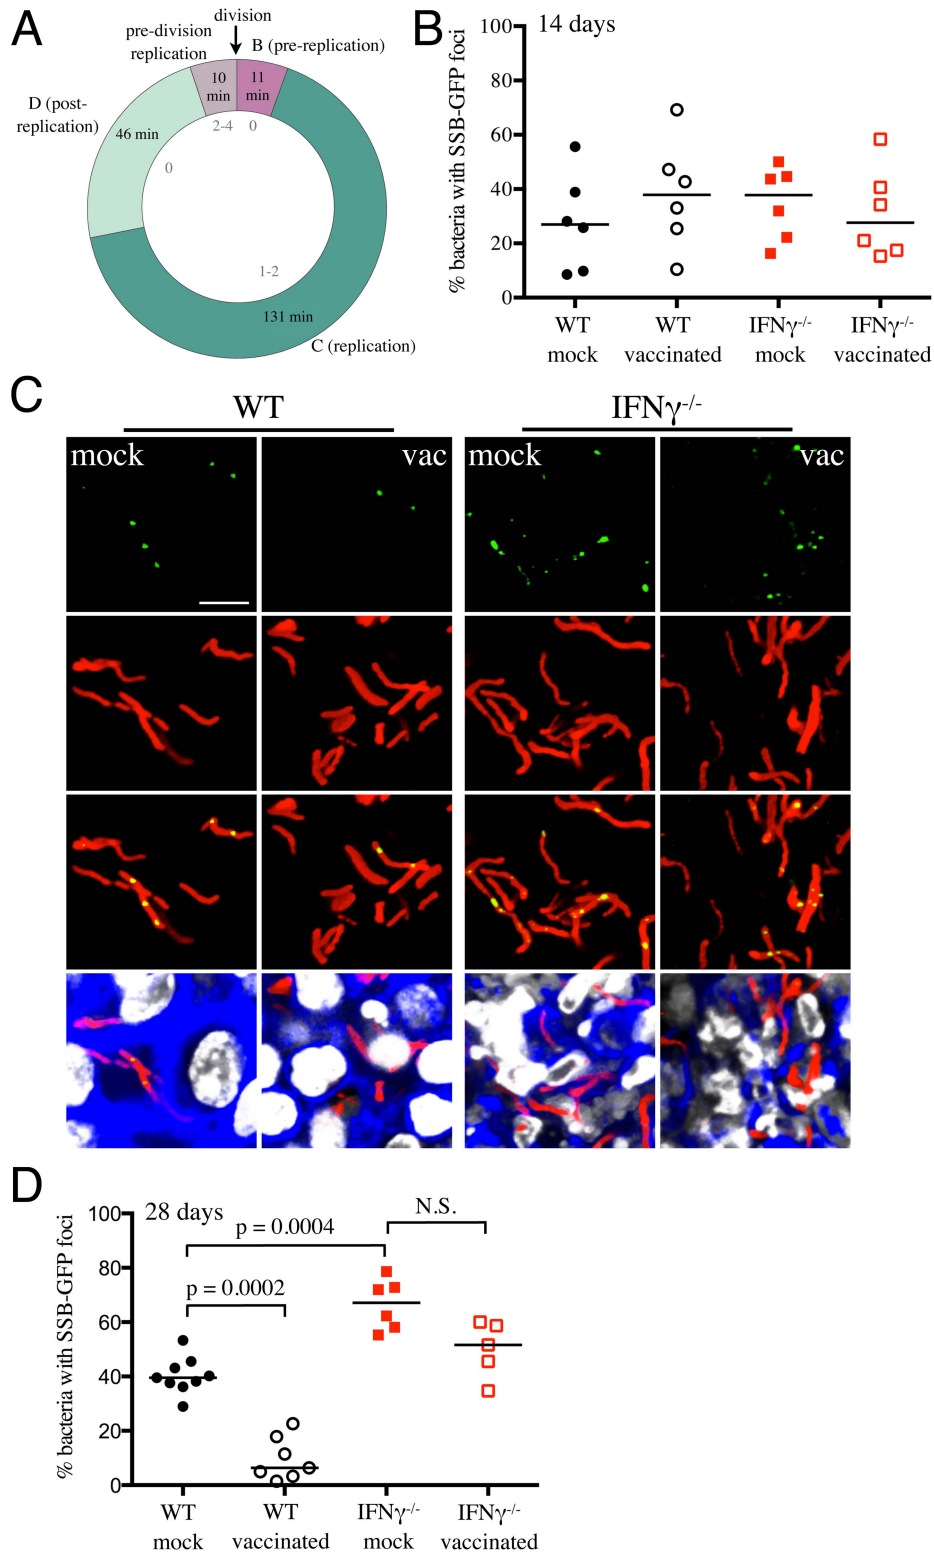 A
division
pre-division
replication
B (pre-replication)
10
min
11
min
2-4
0
D (post-
replication)
46 min
0
1-2
131 min
C (replication)
B
14 days
% bacteria with SSB-GFP foci
100
80
60
40
20
0
WT
mock
WT
vaccinated
IFNγ-/-
mock
IFNγ-/-
vaccinated
C
WT
IFNγ-/-
mock
vac
mock
vac
D
28 days
% bacteria with SSB-GFP foci
100
80
60
40
20
0
p = 0.0004
p = 0.0002
N.S.
WT
mock
WT
vaccinated
IFNγ-/-
mock
IFNγ-/-
vaccinated